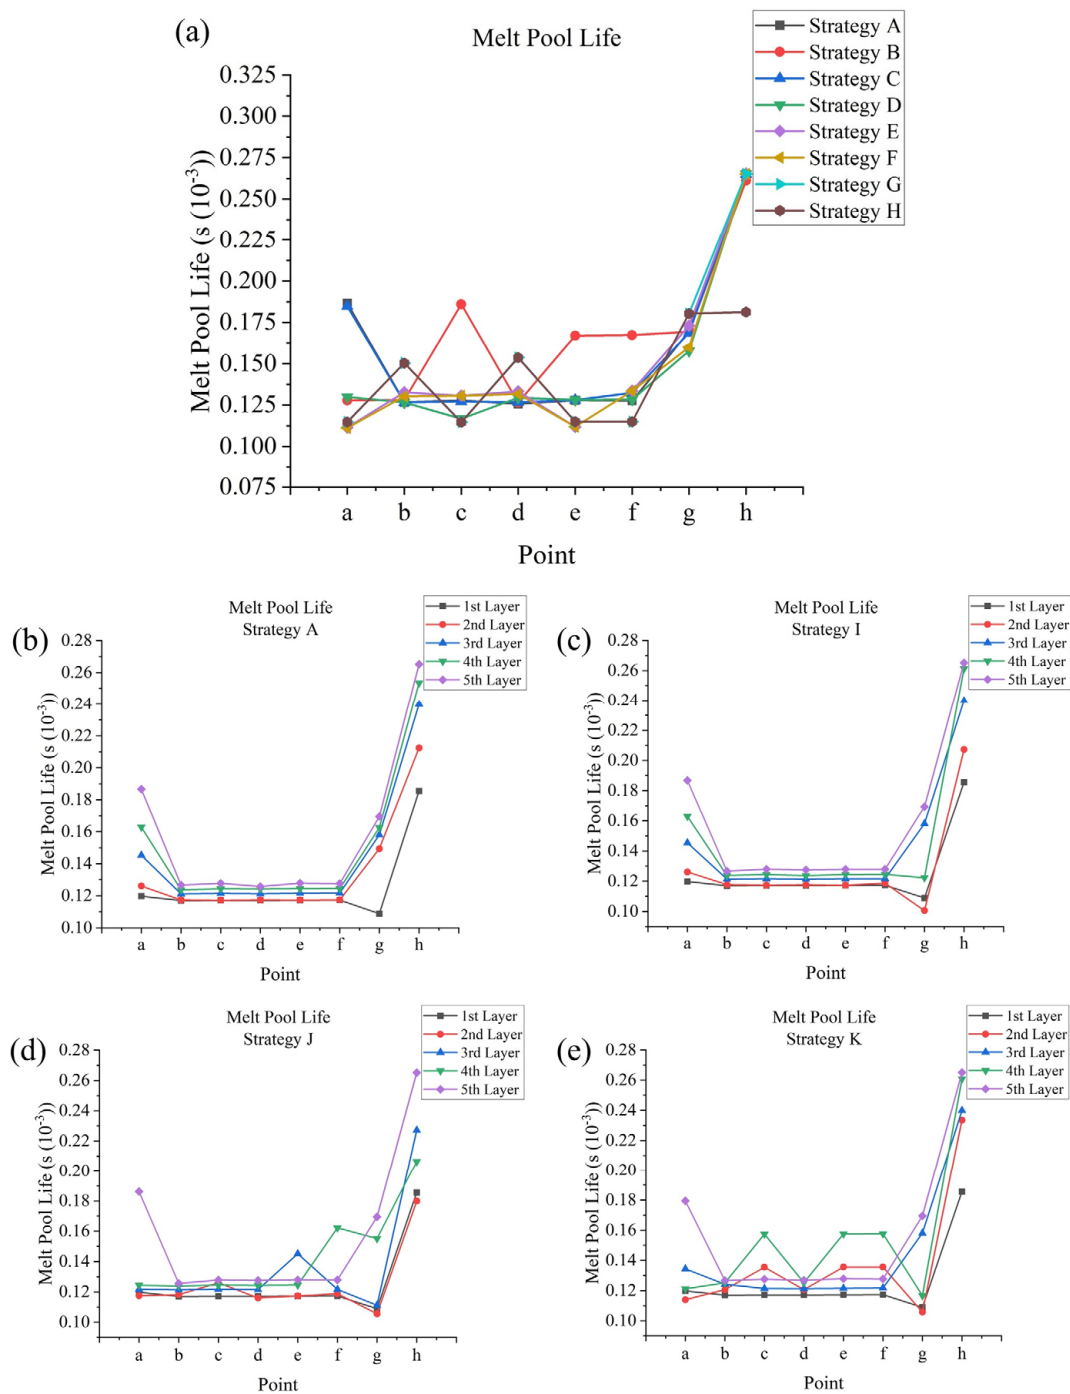 (a)
Melt Pool Life
Strategy A
Strategy B
Strategy C
Strategy D
Strategy E
Strategy F
Strategy G
Strategy H
Melt Pool Life (s (10⁻³))
0.325
0.300
0.275
0.250
0.225
0.200
0.175
0.150
0.125
0.100
0.075
a b c d e f g h
Point
(b)
Melt Pool Life
Strategy A
1st Layer
2nd Layer
3rd Layer
4th Layer
5th Layer
Melt Pool Life (s (10⁻³))
0.28
0.26
0.24
0.22
0.20
0.18
0.16
0.14
0.12
0.10
a b c d e f g h
Point
(c)
Melt Pool Life
Strategy I
1st Layer
2nd Layer
3rd Layer
4th Layer
5th Layer
Melt Pool Life (s (10⁻³))
0.28
0.26
0.24
0.22
0.20
0.18
0.16
0.14
0.12
0.10
a b c d e f g h
Point
(d)
Melt Pool Life
Strategy J
1st Layer
2nd Layer
3rd Layer
4th Layer
5th Layer
Melt Pool Life (s (10⁻³))
0.28
0.26
0.24
0.22
0.20
0.18
0.16
0.14
0.12
0.10
a b c d e f g h
Point
(e)
Melt Pool Life
Strategy K
1st Layer
2nd Layer
3rd Layer
4th Layer
5th Layer
Melt Pool Life (s (10⁻³))
0.28
0.26
0.24
0.22
0.20
0.18
0.16
0.14
0.12
0.10
a b c d e f g h
Point